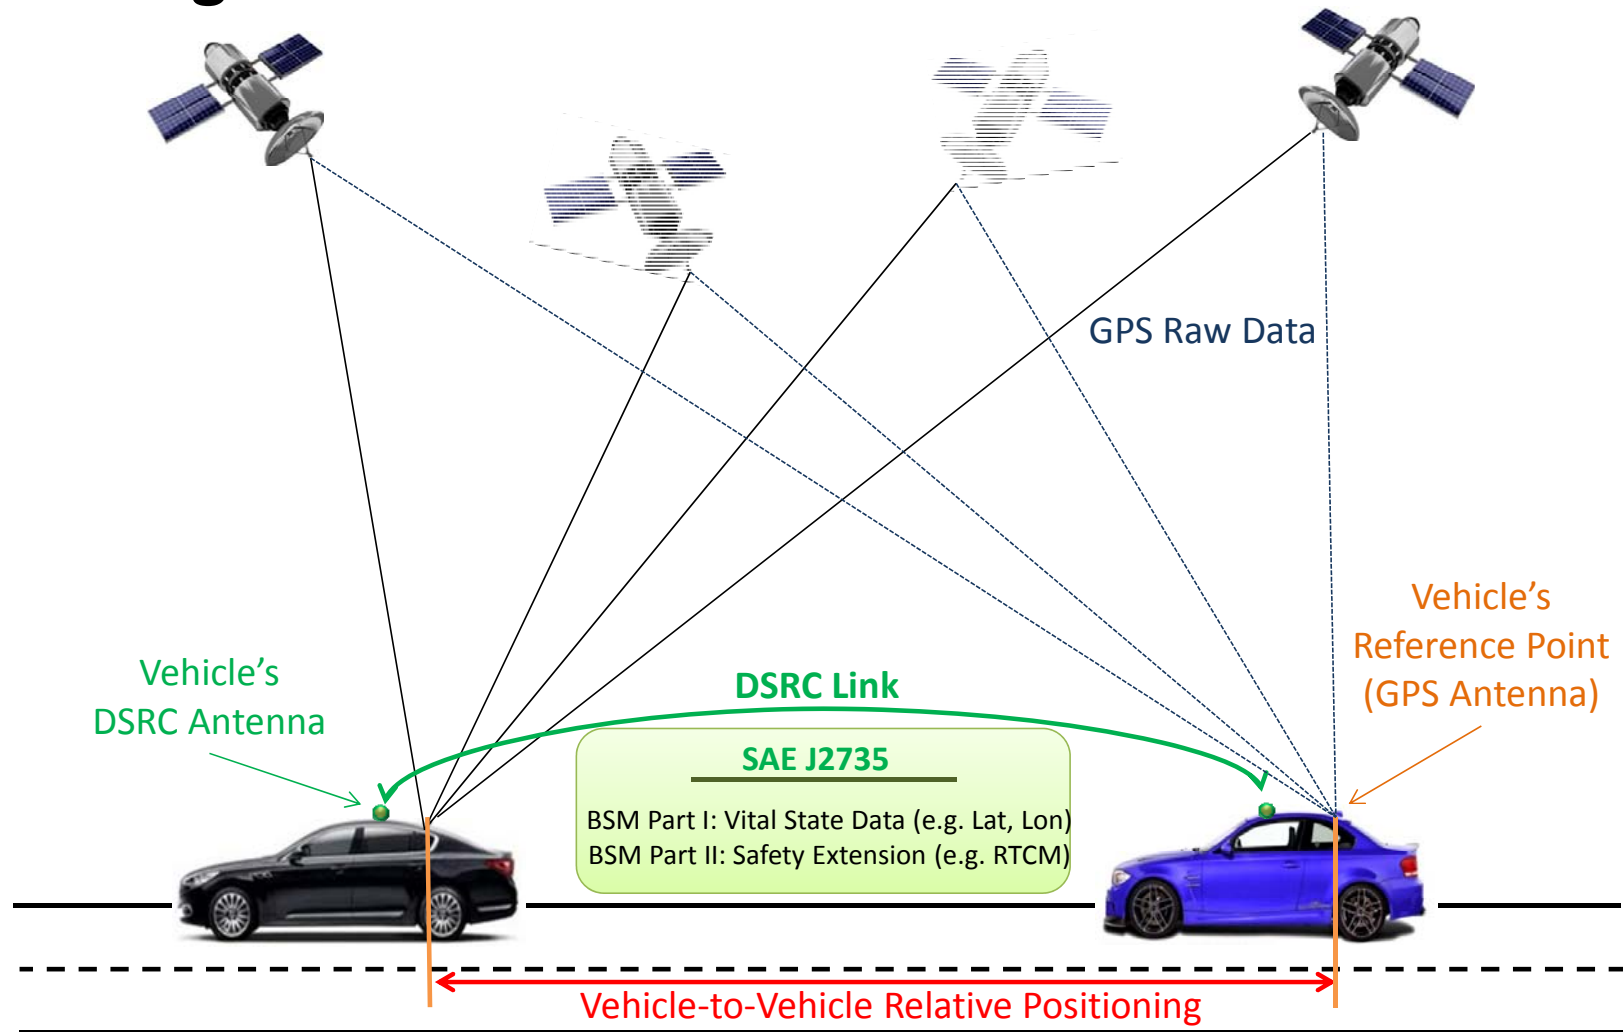 GPS Raw Data
Vehicle's
Reference Point
(GPS Antenna)
Vehicle's
DSRC Antenna
DSRC Link
SAE J2735
BSM Part I: Vital State Data (e.g. Lat, Lon)
BSM Part II: Safety Extension (e.g. RTCM)
Vehicle-to-Vehicle Relative Positioning